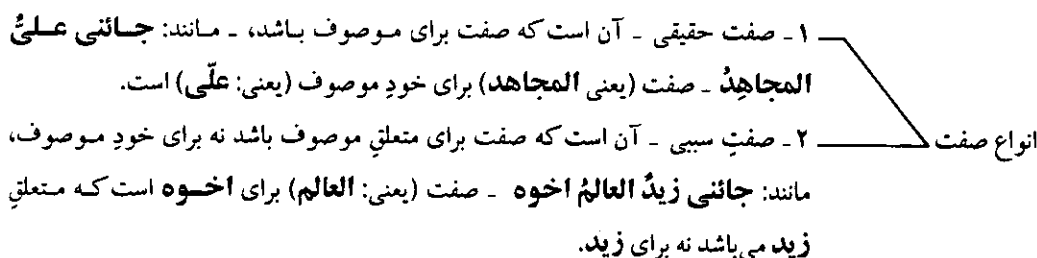 ۱ ـ صفت حقیقی ـ آن است که صفت برای موصوف باشد، ـ مانند: جائنی علیٌّ
المجاهِدُ ـ صفت (یعنی المجاهد) برای خودِ موصوف (یعنی: علّی) است.
انواع صفت ۲ ـ صفتِ سببی ـ آن است که صفت برای متعلقِ موصوف باشد نه برای خودِ موصوف،
مانند: جائنی زیدٌ العالمُ اخوه ـ صفت (یعنی: العالم) برای اخوه است که متعلقِ
زید می‌باشد نه برای زید.